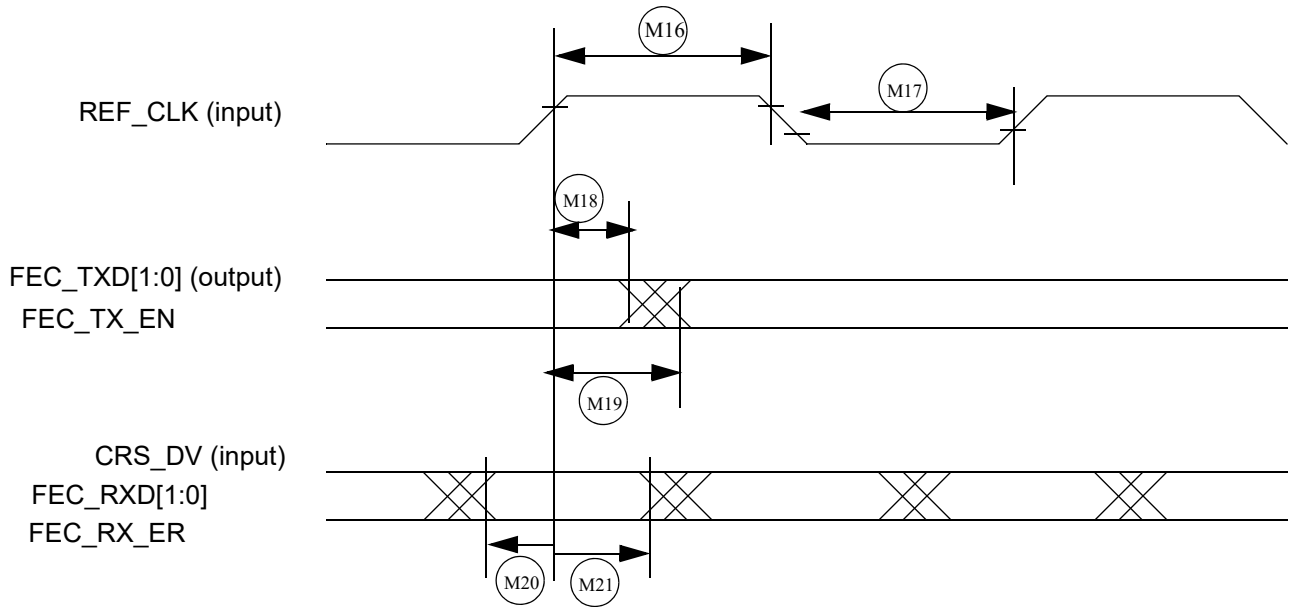 M16
REF_CLK (input)
M17
M18
FEC_TXD[1:0] (output)
FEC_TX_EN
M19
CRS_DV (input)
FEC_RXD[1:0]
FEC_RX_ER
M20
M21